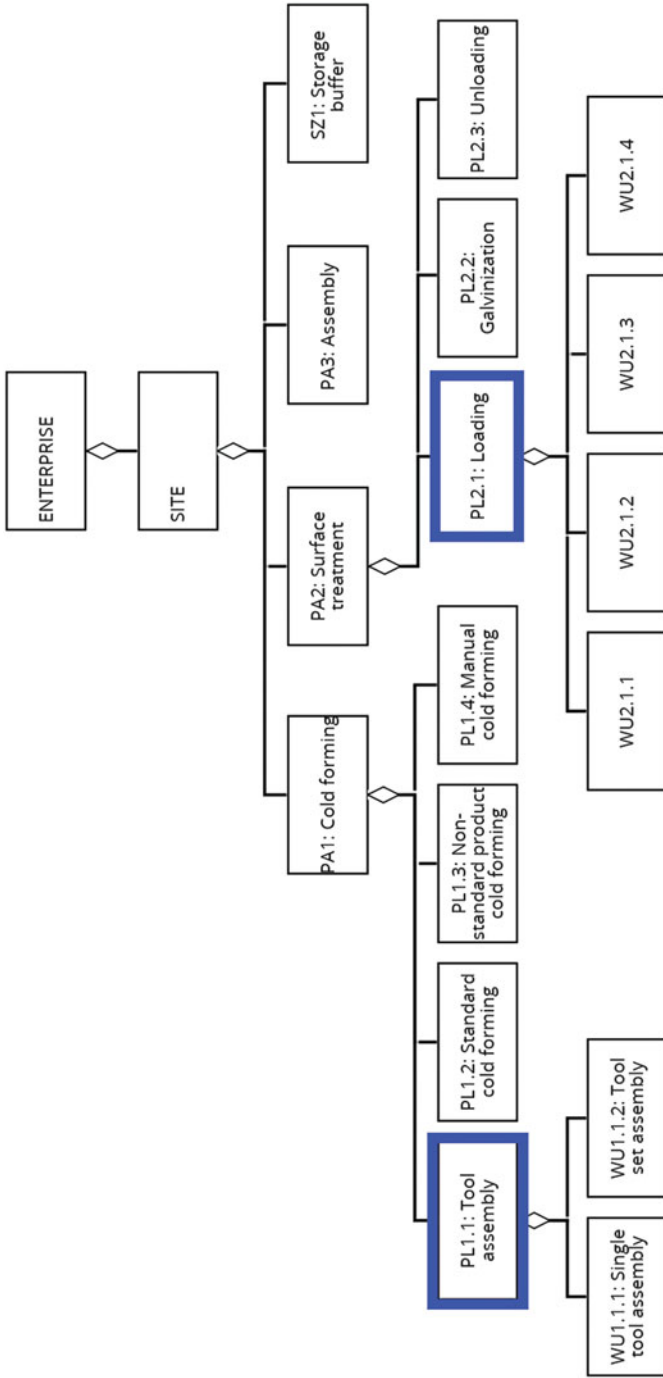 ENTERPRISE
SITE
PA1: Cold forming
PA2: Surface
treatment
PA3: Assembly
SZ1: Storage
buffer
PL1.1: Tool
assembly
PL1.2: Standard
cold forming
PL1.3: Non-
standard product
cold forming
PL1.4: Manual
cold forming
PL2.1: Loading
PL2.2:
Galvinization
PL2.3: Unloading
WU1.1.1: Single
tool assembly
WU1.1.2: Tool
set assembly
WU2.1.1
WU2.1.2
WU2.1.3
WU2.1.4